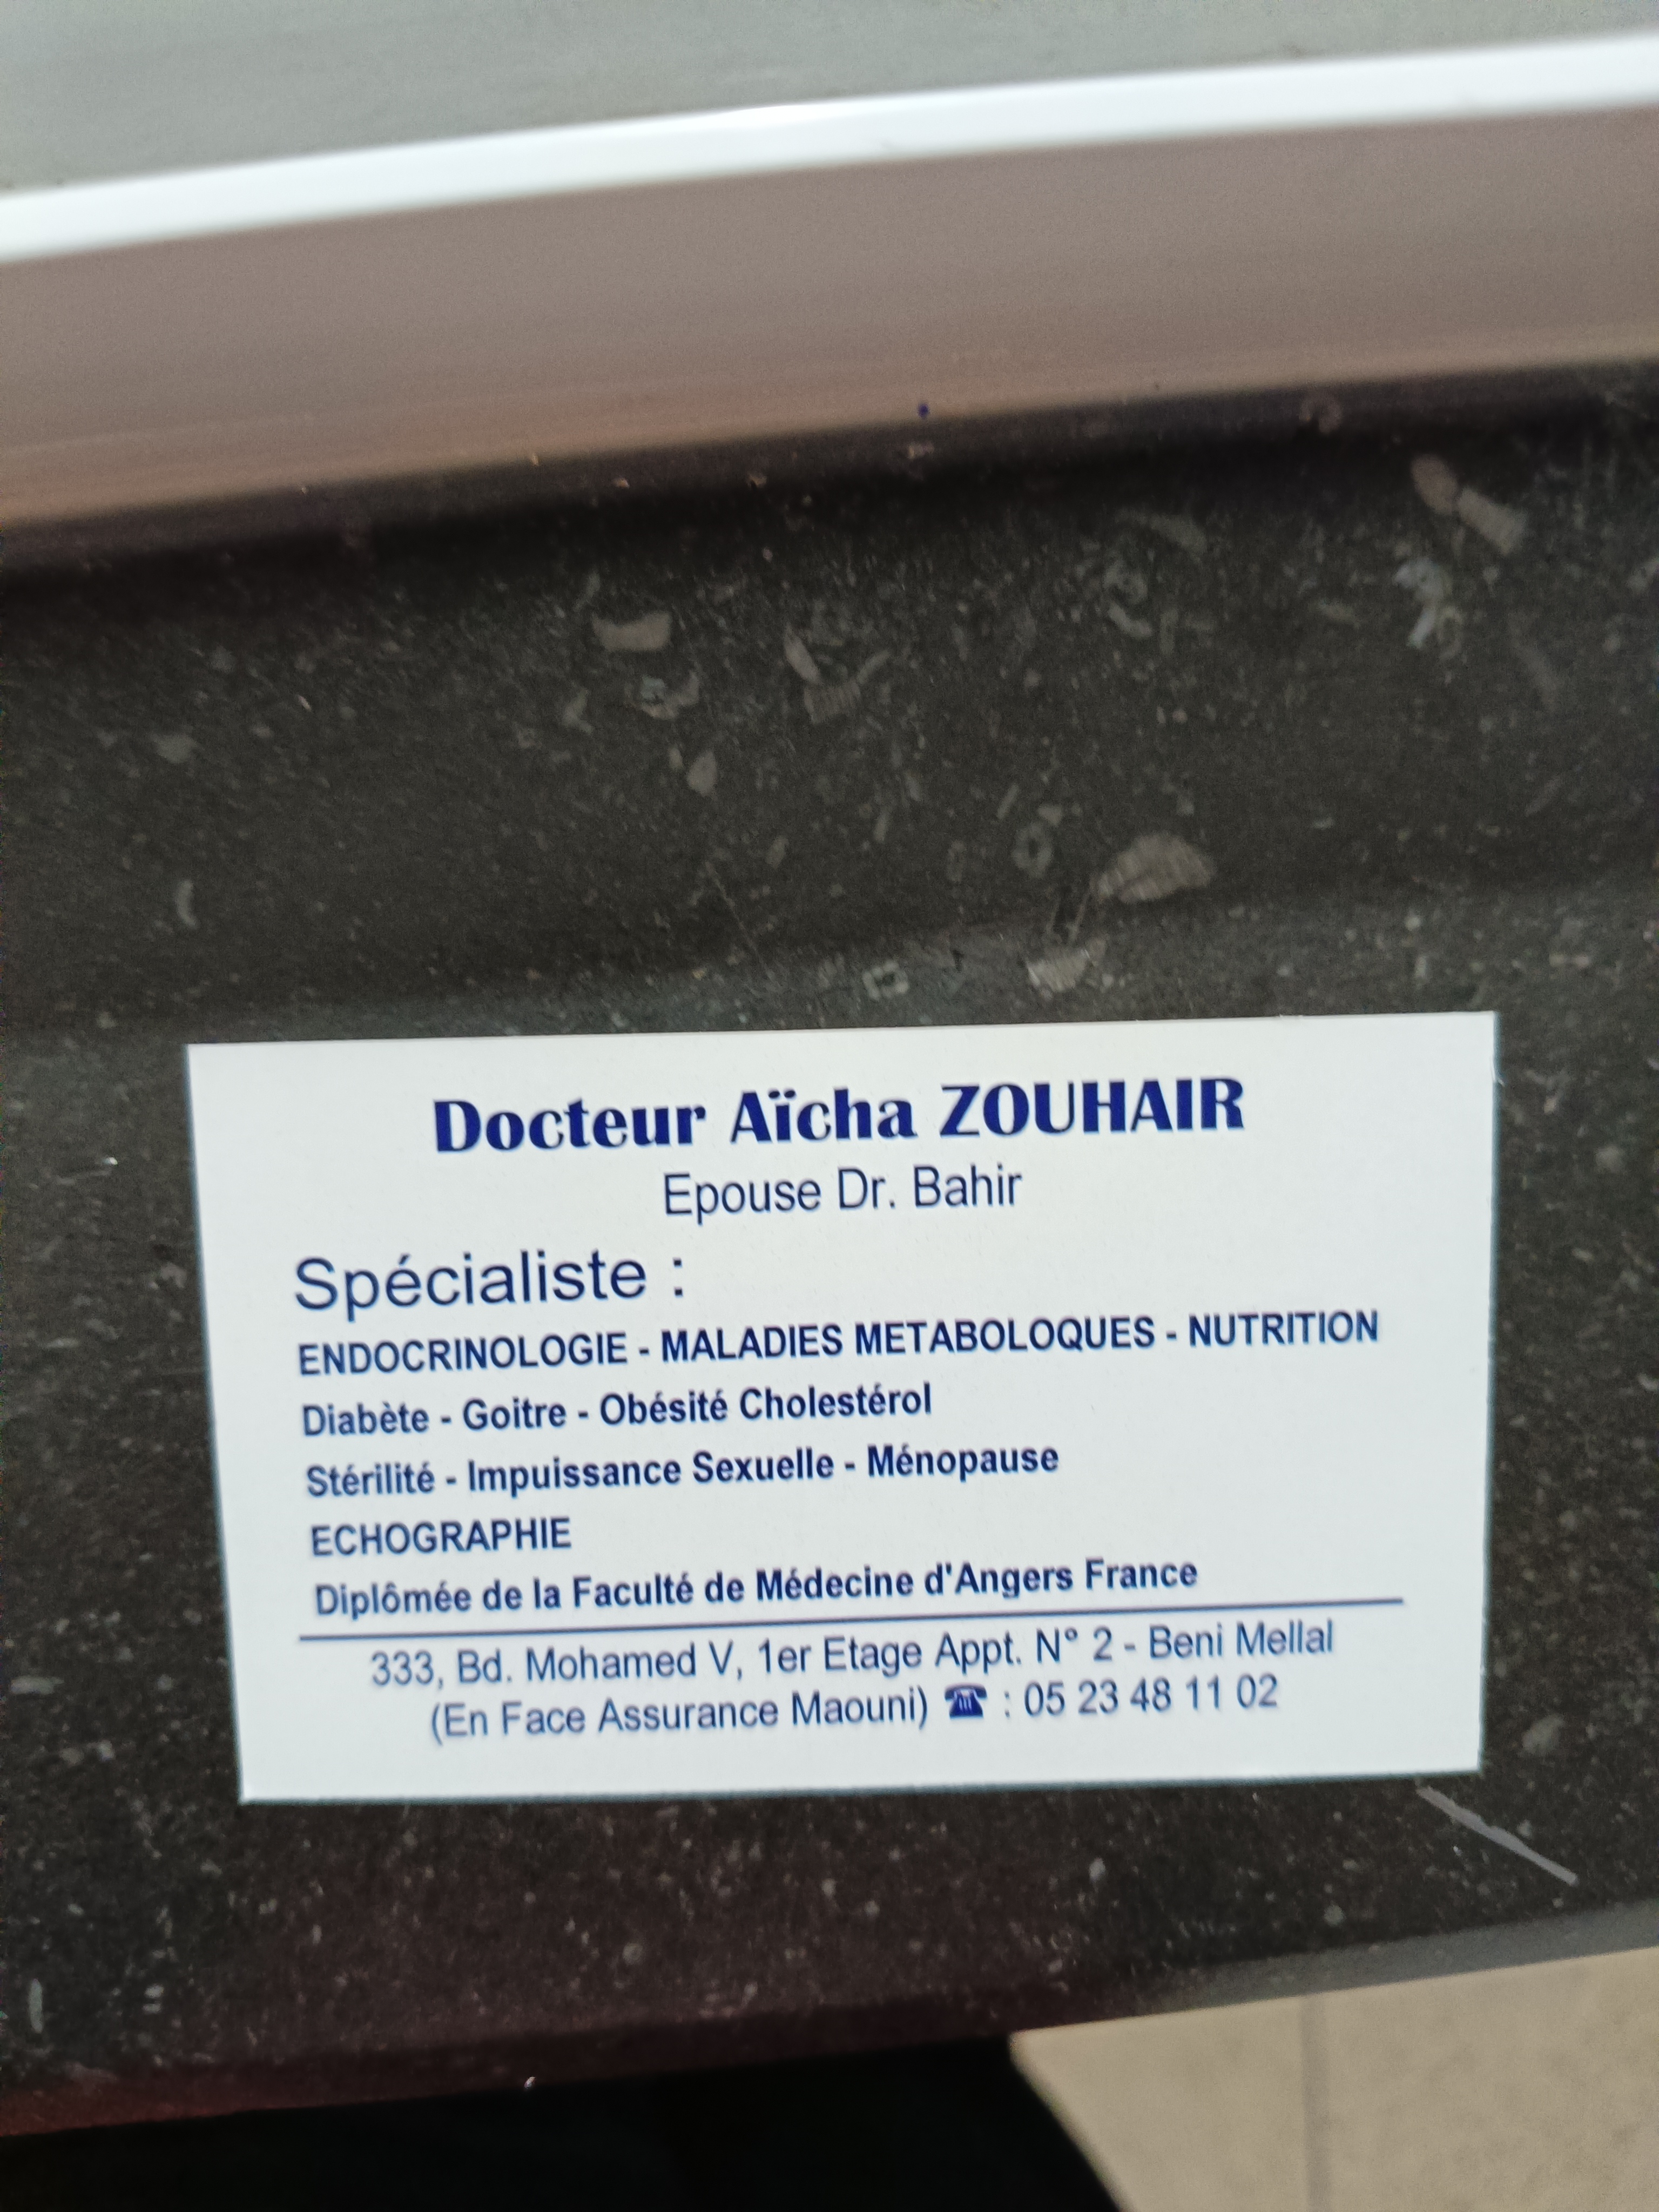 Docteur Aïcha ZOUHAIR
Epouse Dr. Bahir
Spécialiste :
ENDOCRINOLOGIE - MALADIES METABOLOQUES - NUTRITION
Diabète - Goitre - Obésité Cholestérol
Stérilité - Impuissance Sexuelle - Ménopause
ECHOGRAPHIE
Diplômée de la Faculté de Médecine d'Angers France
333, Bd. Mohamed V, 1er Etage Appt. N° 2 - Beni Mellal
(En Face Assurance Maouni) ☎ : 05 23 48 11 02